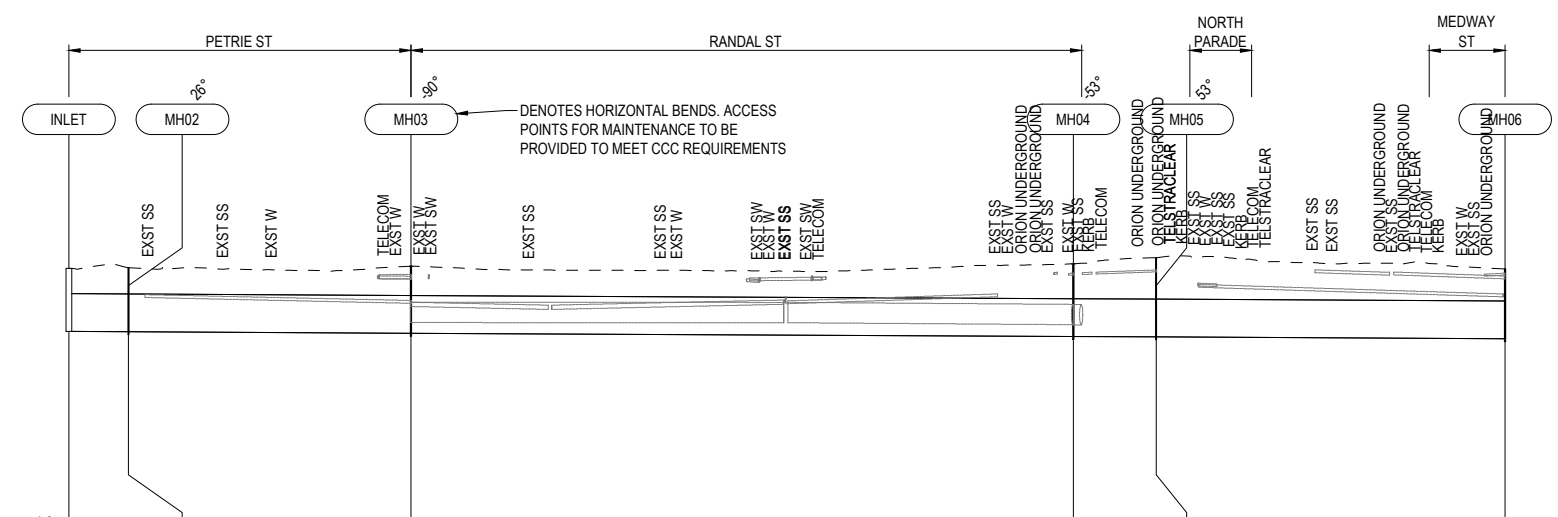 PETRIE ST
RANDAL ST
NORTH
PARADE
MEDWAY
ST
26°
-90°
-53°
53°
INLET
MH02
MH03
MH04
MH05
MH06
DENOTES HORIZONTAL BENDS. ACCESS
POINTS FOR MAINTENANCE TO BE
PROVIDED TO MEET CCC REQUIREMENTS
EXST SS
EXST SS
EXST W
TELECOM
EXST W
EXST W
EXST SW
EXST SS
EXST SS
EXST W
EXST SW
EXST W
EXST SS
EXST SW
TELECOM
EXST SS
EXST W
ORION UNDERGROUND
ORION UNDERGROUND
EXST SS
EXST W
EXST SS
KERB
TELECOM
ORION UNDERGROUND
ORION UNDERGROUND
TELSTRACLEAR
KERB
EXST SS
EXST W
EXST SS
EXST SS
KERB
TELECOM
TELSTRACLEAR
EXST SS
EXST SS
ORION UNDERGROUND
EXST SS
ORION UNDERGROUND
TELSTRACLEAR
TELECOM
KERB
EXST W
EXST SS
ORION UNDERGROUND